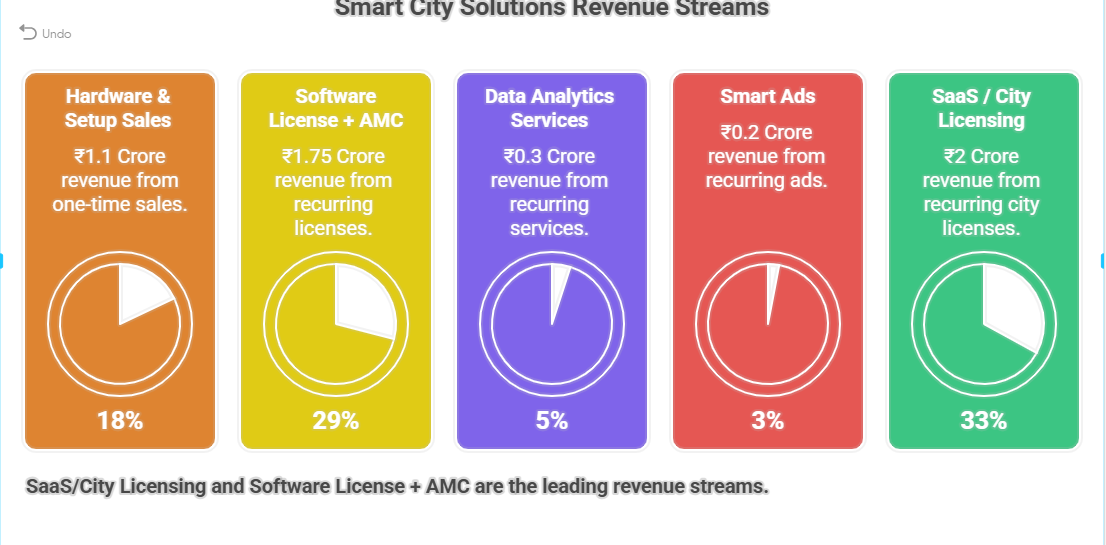 Smart City Solutions Revenue Streams
Undo
Hardware &
Setup Sales
₹1.1 Crore
revenue from
one-time sales.
18%
Software
License + AMC
₹1.75 Crore
revenue from
recurring
licenses.
29%
Data Analytics
Services
₹0.3 Crore
revenue from
recurring
services.
5%
Smart Ads
₹0.2 Crore
revenue from
recurring ads.
3%
SaaS / City
Licensing
₹2 Crore
revenue from
recurring city
licenses.
33%
SaaS/City Licensing and Software License + AMC are the leading revenue streams.